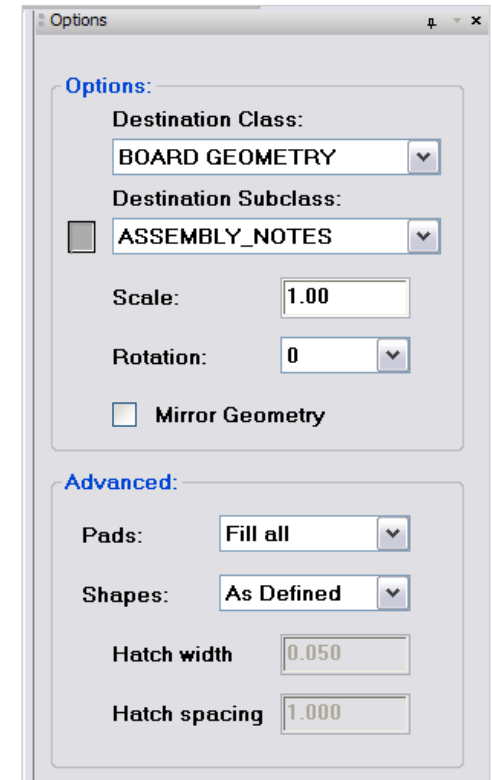 Options
Options:
Destination Class:
BOARD GEOMETRY
Destination Subclass:
ASSEMBLY_NOTES
Scale: 1.00
Rotation: 0
Mirror Geometry
Advanced:
Pads: Fill all
Shapes: As Defined
Hatch width 0.050
Hatch spacing 1.000